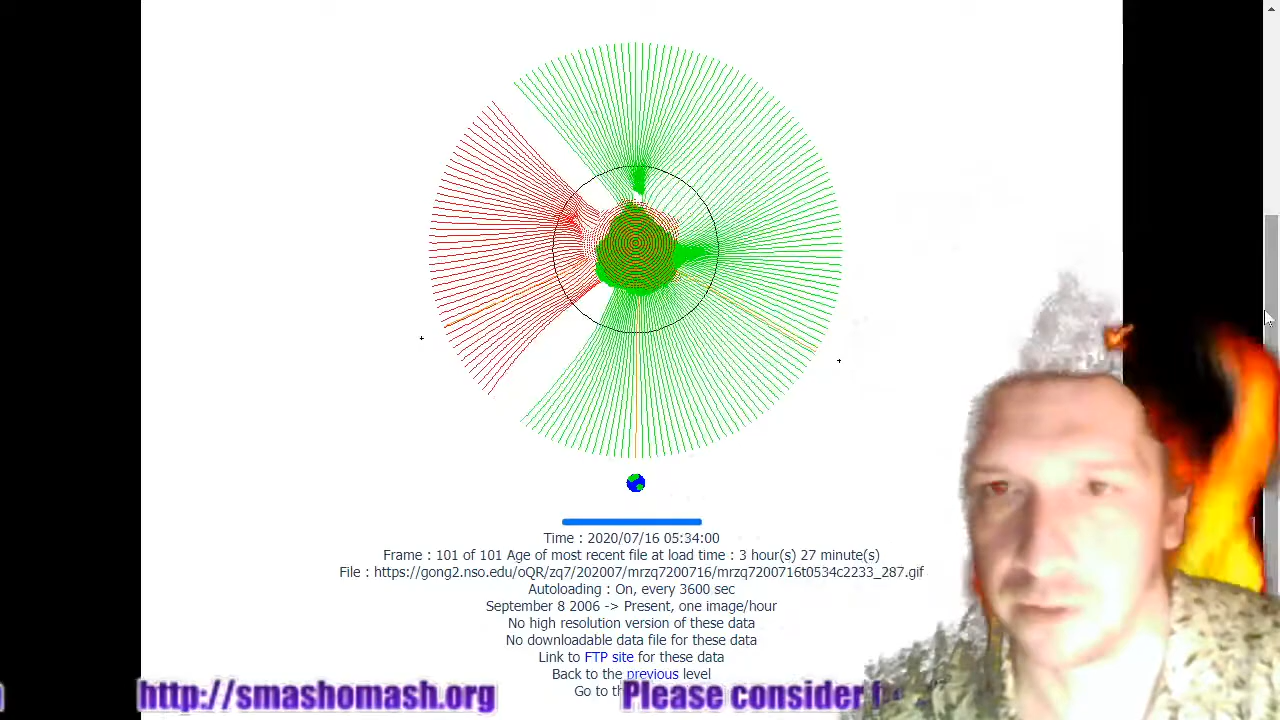 Time : 2020/07/16 05:34:00
Frame : 101 of 101 Age of most recent file at load time : 3 hour(s) 27 minute(s)
File : https://gong2.nso.edu/oQR/zq7/202007/mrzq7200716/mrzq7200716t0534c2233_287.gif
Autoloading : On, every 3600 sec
September 8 2006 -> Present, one image/hour
No high resolution version of these data
No downloadable data file for these data
Link to FTP site for these data
Back to the previous level
Go to
http://smashomash.org Please consider